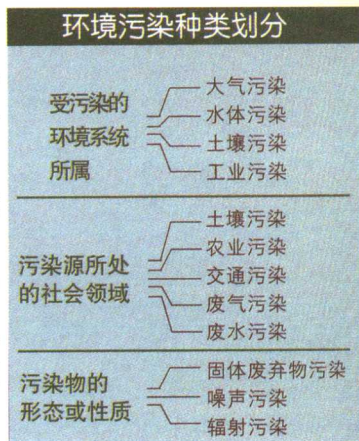 环境污染种类划分
受污染的
环境系统
所属
大气污染
水体污染
土壤污染
工业污染
污染源所处
的社会领域
土壤污染
农业污染
交通污染
废气污染
废水污染
污染物的
形态或性质
固体废弃物污染
噪声污染
辐射污染